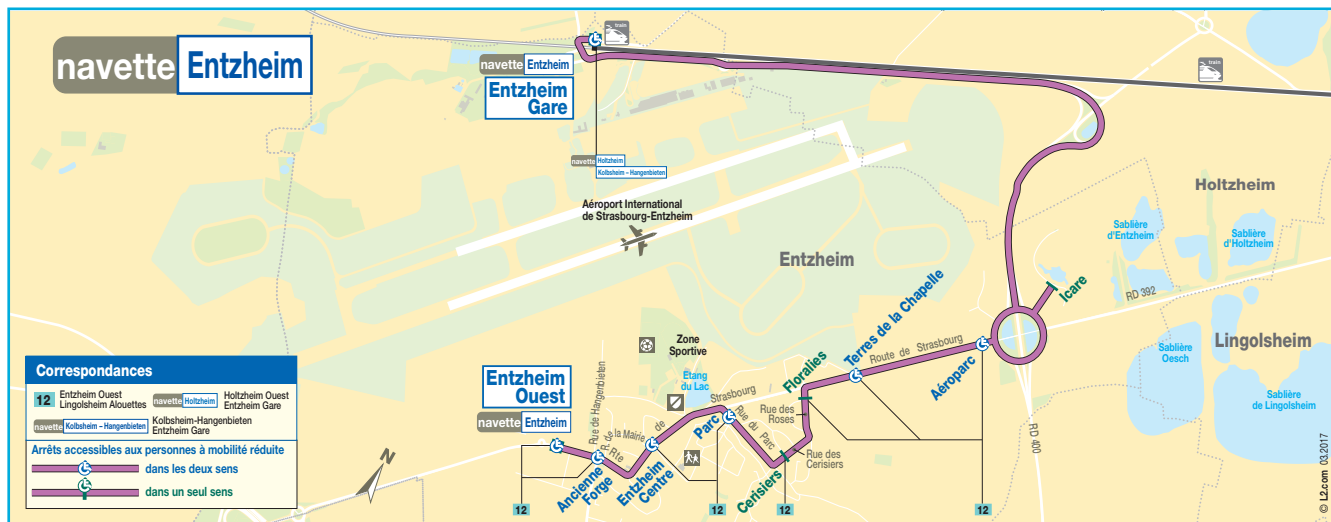 navette Entzheim
navette Entzheim
Entzheim
Gare
navette Holtzheim
Kolbsheim – Hangenbieten
Aéroport International
de Strasbourg-Entzheim
Entzheim
Holtzheim
Sablière
d'Entzheim
Sablière
d'Holtzheim
RD 392
Icare
Lingolsheim
Sablière
Oesch
Sablière
de Lingolsheim
RD 400
Zone
Sportive
Étang
du Lac
Terres de la Chapelle
Route de Strasbourg
Aéroparc
Floralies
Rue des
Roses
Rue des
Cerisiers
Cerisiers
Rue du Parc
Parc
Strasbourg
de
Rte
R. de la Mairie
Rue de Hangenbieten
Entzheim
Centre
Ancienne
Forge
Entzheim
Ouest
navette Entzheim
12
12
12
12
N
Correspondances
12 Entzheim Ouest
Lingolsheim Alouettes
navette Holtzheim Holtzheim Ouest
Entzheim Gare
navette Kolbsheim – Hangenbieten Kolbsheim-Hangenbieten
Entzheim Gare
Arrêts accessibles aux personnes à mobilité réduite
dans les deux sens
dans un seul sens
© L2.com 03.2017